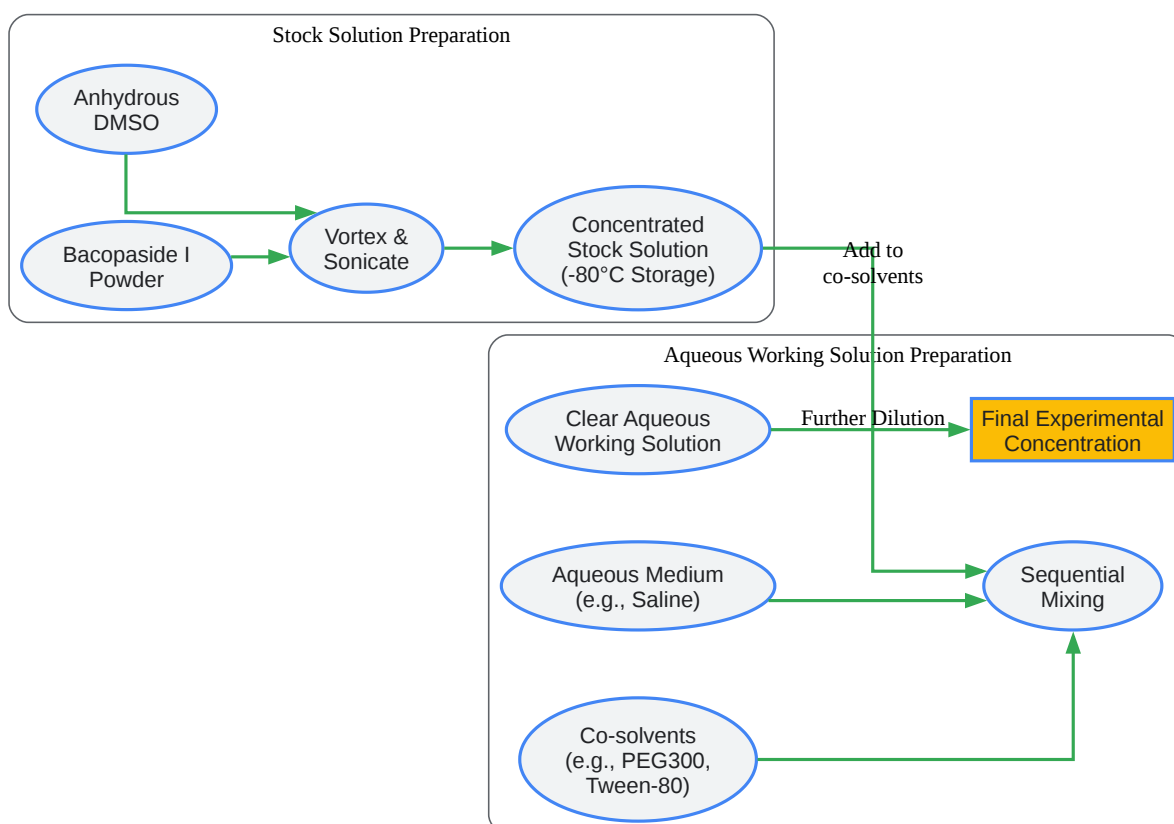 Stock Solution Preparation
Anhydrous
DMSO
Bacopaside I
Powder
Vortex &
Sonicate
Concentrated
Stock Solution
(-80°C Storage)
Add to
co-solvents
Aqueous Working Solution Preparation
Clear Aqueous
Working Solution
Further Dilution
Final Experimental
Concentration
Aqueous Medium
(e.g., Saline)
Sequential
Mixing
Co-solvents
(e.g., PEG300,
Tween-80)